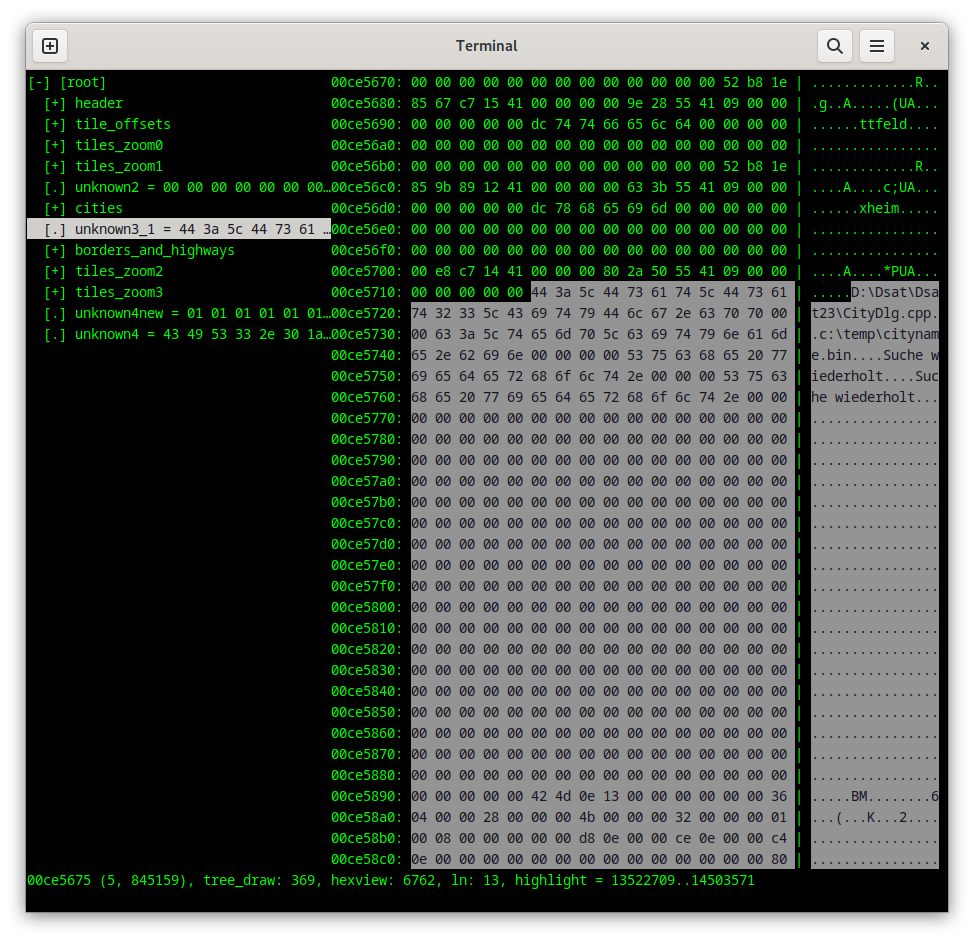 Terminal
[-] [root]                            00ce5670: 00 00 00 00 00 00 00 00 00 00 00 00 00 52 b8 1e | .............R..
  [+] header                          00ce5680: 85 67 c7 15 41 00 00 00 00 9e 28 55 41 09 00 00 | .g..A.....(UA...
  [+] tile_offsets                    00ce5690: 00 00 00 00 00 dc 74 74 66 65 6c 64 00 00 00 00 | ......ttfeld....
  [+] tiles_zoom0                     00ce56a0: 00 00 00 00 00 00 00 00 00 00 00 00 00 00 00 00 | ................
  [+] tiles_zoom1                     00ce56b0: 00 00 00 00 00 00 00 00 00 00 00 00 00 52 b8 1e | .............R..
  [.] unknown2 = 00 00 00 00 00 00 00…00ce56c0: 85 9b 89 12 41 00 00 00 00 63 3b 55 41 09 00 00 | ....A....c;UA...
  [+] cities                          00ce56d0: 00 00 00 00 00 dc 78 68 65 69 6d 00 00 00 00 00 | ......xheim.....
  [.] unknown3_1 = 44 3a 5c 44 73 61 …00ce56e0: 00 00 00 00 00 00 00 00 00 00 00 00 00 00 00 00 | ................
  [+] borders_and_highways            00ce56f0: 00 00 00 00 00 00 00 00 00 00 00 00 00 00 00 00 | ................
  [+] tiles_zoom2                     00ce5700: 00 e8 c7 14 41 00 00 00 80 2a 50 55 41 09 00 00 | ....A....*PUA...
  [+] tiles_zoom3                     00ce5710: 00 00 00 00 00 44 3a 5c 44 73 61 74 5c 44 73 61 | .....D:\Dsat\Dsa
  [.] unknown4new = 01 01 01 01 01 01…00ce5720: 74 32 33 5c 43 69 74 79 44 6c 67 2e 63 70 70 00 | t23\CityDlg.cpp.
  [.] unknown4 = 43 49 53 33 2e 30 1a…00ce5730: 00 63 3a 5c 74 65 6d 70 5c 63 69 74 79 6e 61 6d | .c:\temp\citynam
00ce5740: 65 2e 62 69 6e 00 00 00 00 53 75 63 68 65 20 77 | e.bin....Suche w
00ce5750: 69 65 64 65 72 68 6f 6c 74 2e 00 00 00 53 75 63 | iederholt....Suc
00ce5760: 68 65 20 77 69 65 64 65 72 68 6f 6c 74 2e 00 00 | he wiederholt...
00ce5770: 00 00 00 00 00 00 00 00 00 00 00 00 00 00 00 00 | ................
00ce5780: 00 00 00 00 00 00 00 00 00 00 00 00 00 00 00 00 | ................
00ce5790: 00 00 00 00 00 00 00 00 00 00 00 00 00 00 00 00 | ................
00ce57a0: 00 00 00 00 00 00 00 00 00 00 00 00 00 00 00 00 | ................
00ce57b0: 00 00 00 00 00 00 00 00 00 00 00 00 00 00 00 00 | ................
00ce57c0: 00 00 00 00 00 00 00 00 00 00 00 00 00 00 00 00 | ................
00ce57d0: 00 00 00 00 00 00 00 00 00 00 00 00 00 00 00 00 | ................
00ce57e0: 00 00 00 00 00 00 00 00 00 00 00 00 00 00 00 00 | ................
00ce57f0: 00 00 00 00 00 00 00 00 00 00 00 00 00 00 00 00 | ................
00ce5800: 00 00 00 00 00 00 00 00 00 00 00 00 00 00 00 00 | ................
00ce5810: 00 00 00 00 00 00 00 00 00 00 00 00 00 00 00 00 | ................
00ce5820: 00 00 00 00 00 00 00 00 00 00 00 00 00 00 00 00 | ................
00ce5830: 00 00 00 00 00 00 00 00 00 00 00 00 00 00 00 00 | ................
00ce5840: 00 00 00 00 00 00 00 00 00 00 00 00 00 00 00 00 | ................
00ce5850: 00 00 00 00 00 00 00 00 00 00 00 00 00 00 00 00 | ................
00ce5860: 00 00 00 00 00 00 00 00 00 00 00 00 00 00 00 00 | ................
00ce5870: 00 00 00 00 00 00 00 00 00 00 00 00 00 00 00 00 | ................
00ce5880: 00 00 00 00 00 00 00 00 00 00 00 00 00 00 00 00 | ................
00ce5890: 00 00 00 00 00 42 4d 0e 13 00 00 00 00 00 00 36 | .....BM........6
00ce58a0: 04 00 00 28 00 00 00 4b 00 00 00 32 00 00 00 01 | ...(...K...2....
00ce58b0: 00 08 00 00 00 00 00 d8 0e 00 00 ce 0e 00 00 c4 | ................
00ce58c0: 0e 00 00 00 00 00 00 00 00 00 00 00 00 00 00 80 | ................
00ce5675 (5, 845159), tree_draw: 369, hexview: 6762, ln: 13, highlight = 13522709..14503571